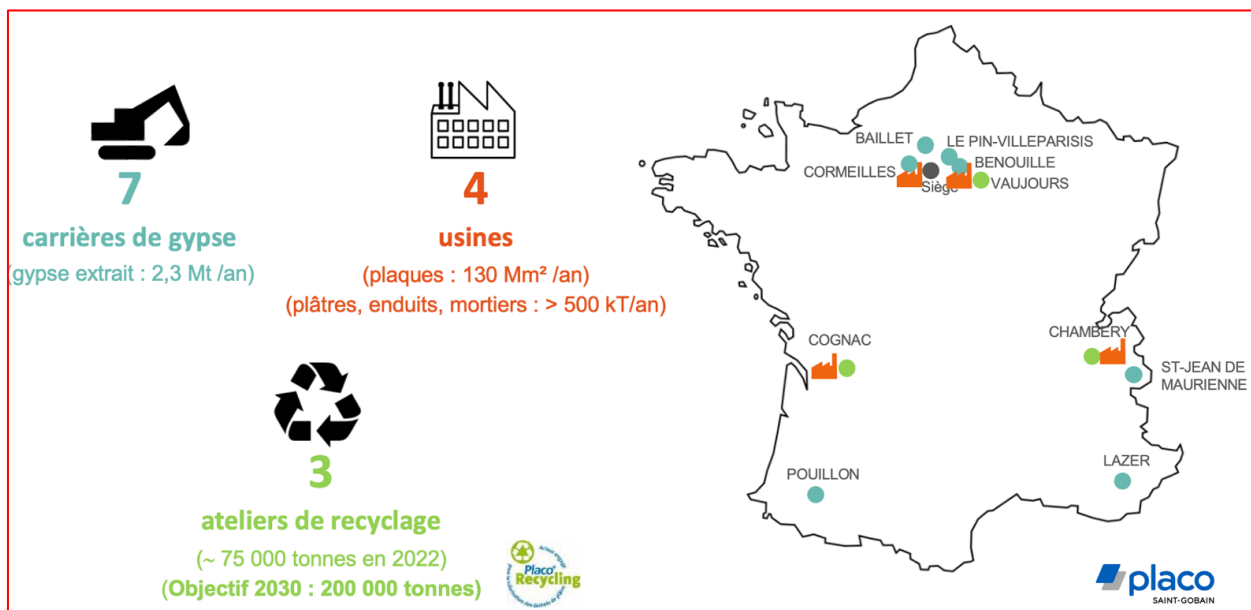 7
carrières de gypse
(gypse extrait : 2,3 Mt /an)
4
usines
(plaques : 130 Mm² /an)
(plâtres, enduits, mortiers : > 500 kT/an)
3
ateliers de recyclage
(~ 75 000 tonnes en 2022)
(Objectif 2030 : 200 000 tonnes)
Placo®
Recycling
BAILLET
LE PIN-VILLEPARISIS
BENOUILLE
CORMEILLES
Siège
VAUJOURS
COGNAC
CHAMBERY
ST-JEAN DE
MAURIENNE
POUILLON
LAZER
placo
SAINT-GOBAIN